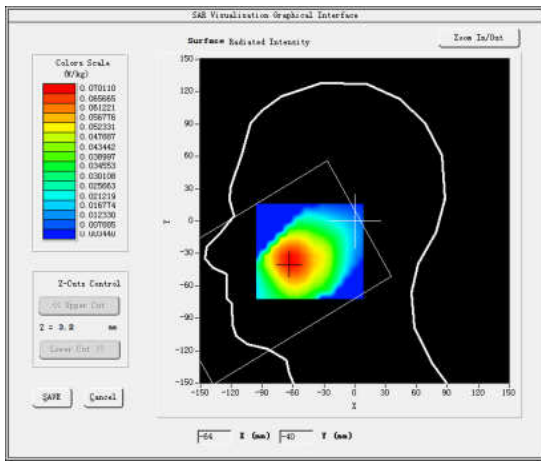 SAR Visualisation Graphical Interface
Surface Radiated Intensity
Zoom In/Out
Colors Scale
(W/kg)
0.070110
0.065665
0.061221
0.056776
0.052331
0.047887
0.043442
0.038997
0.034553
0.030108
0.025663
0.021219
0.016774
0.012330
0.007885
0.003440
150
120
90
60
30
0
-30
-60
-90
-120
-150
Y
-150 -120 -90 -60 -30 0 30 60 90 120 150
X
Z-Cuts Control
<< Upper Cut
mm
Lower Cut >>
SAVE
Cancel
-64 X (mm) -40 Y (mm)